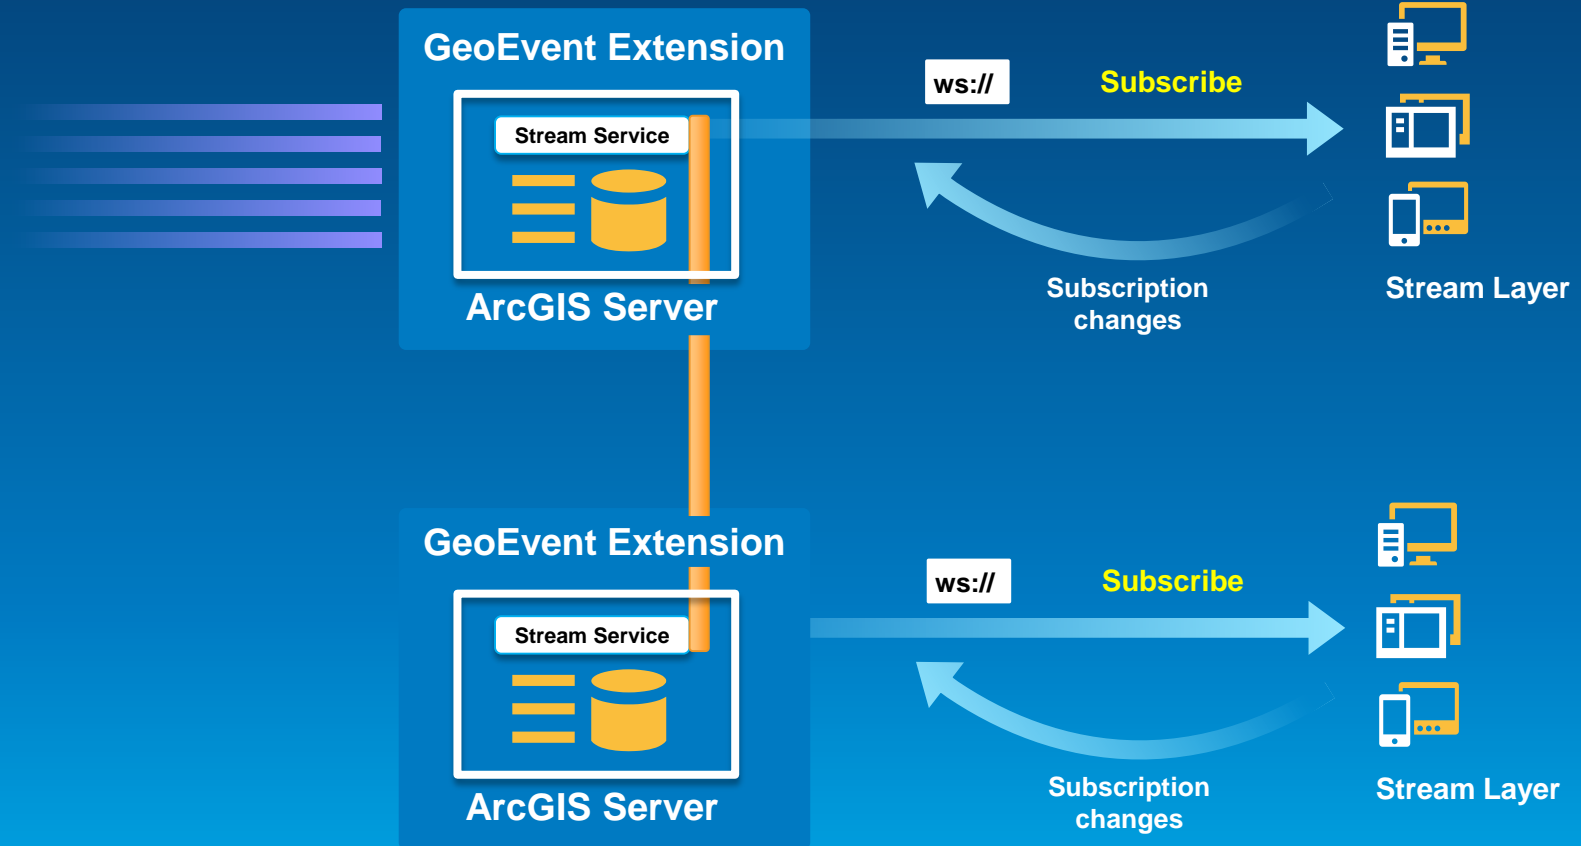 GeoEvent Extension
ws://
Subscribe
Stream Service
Subscription
changes
Stream Layer
ArcGIS Server
GeoEvent Extension
ws://
Subscribe
Stream Service
Subscription
changes
Stream Layer
ArcGIS Server